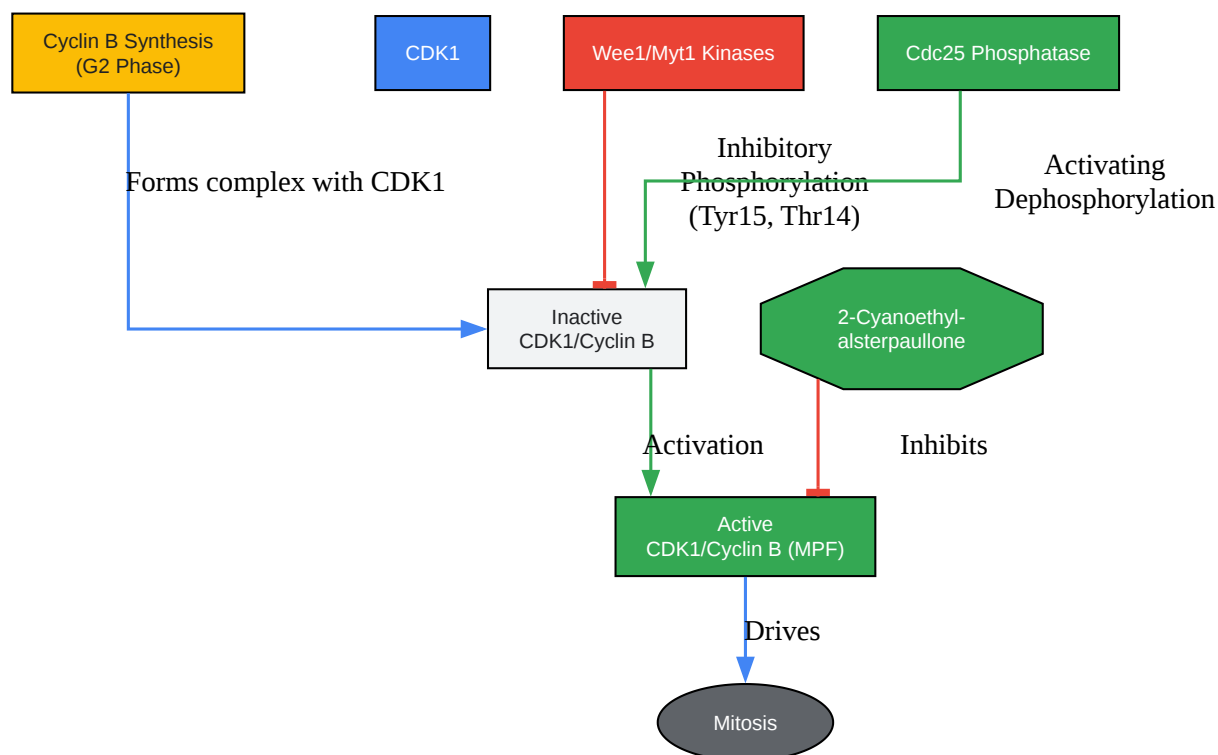 Cyclin B Synthesis
(G2 Phase)
CDK1
Wee1/Myt1 Kinases
Cdc25 Phosphatase
Forms complex with CDK1
Inhibitory
Phosphorylation
(Tyr15, Thr14)
Activating
Dephosphorylation
Inactive
CDK1/Cyclin B
2-Cyanoethyl-
alsterpaullone
Activation
Inhibits
Active
CDK1/Cyclin B (MPF)
Drives
Mitosis